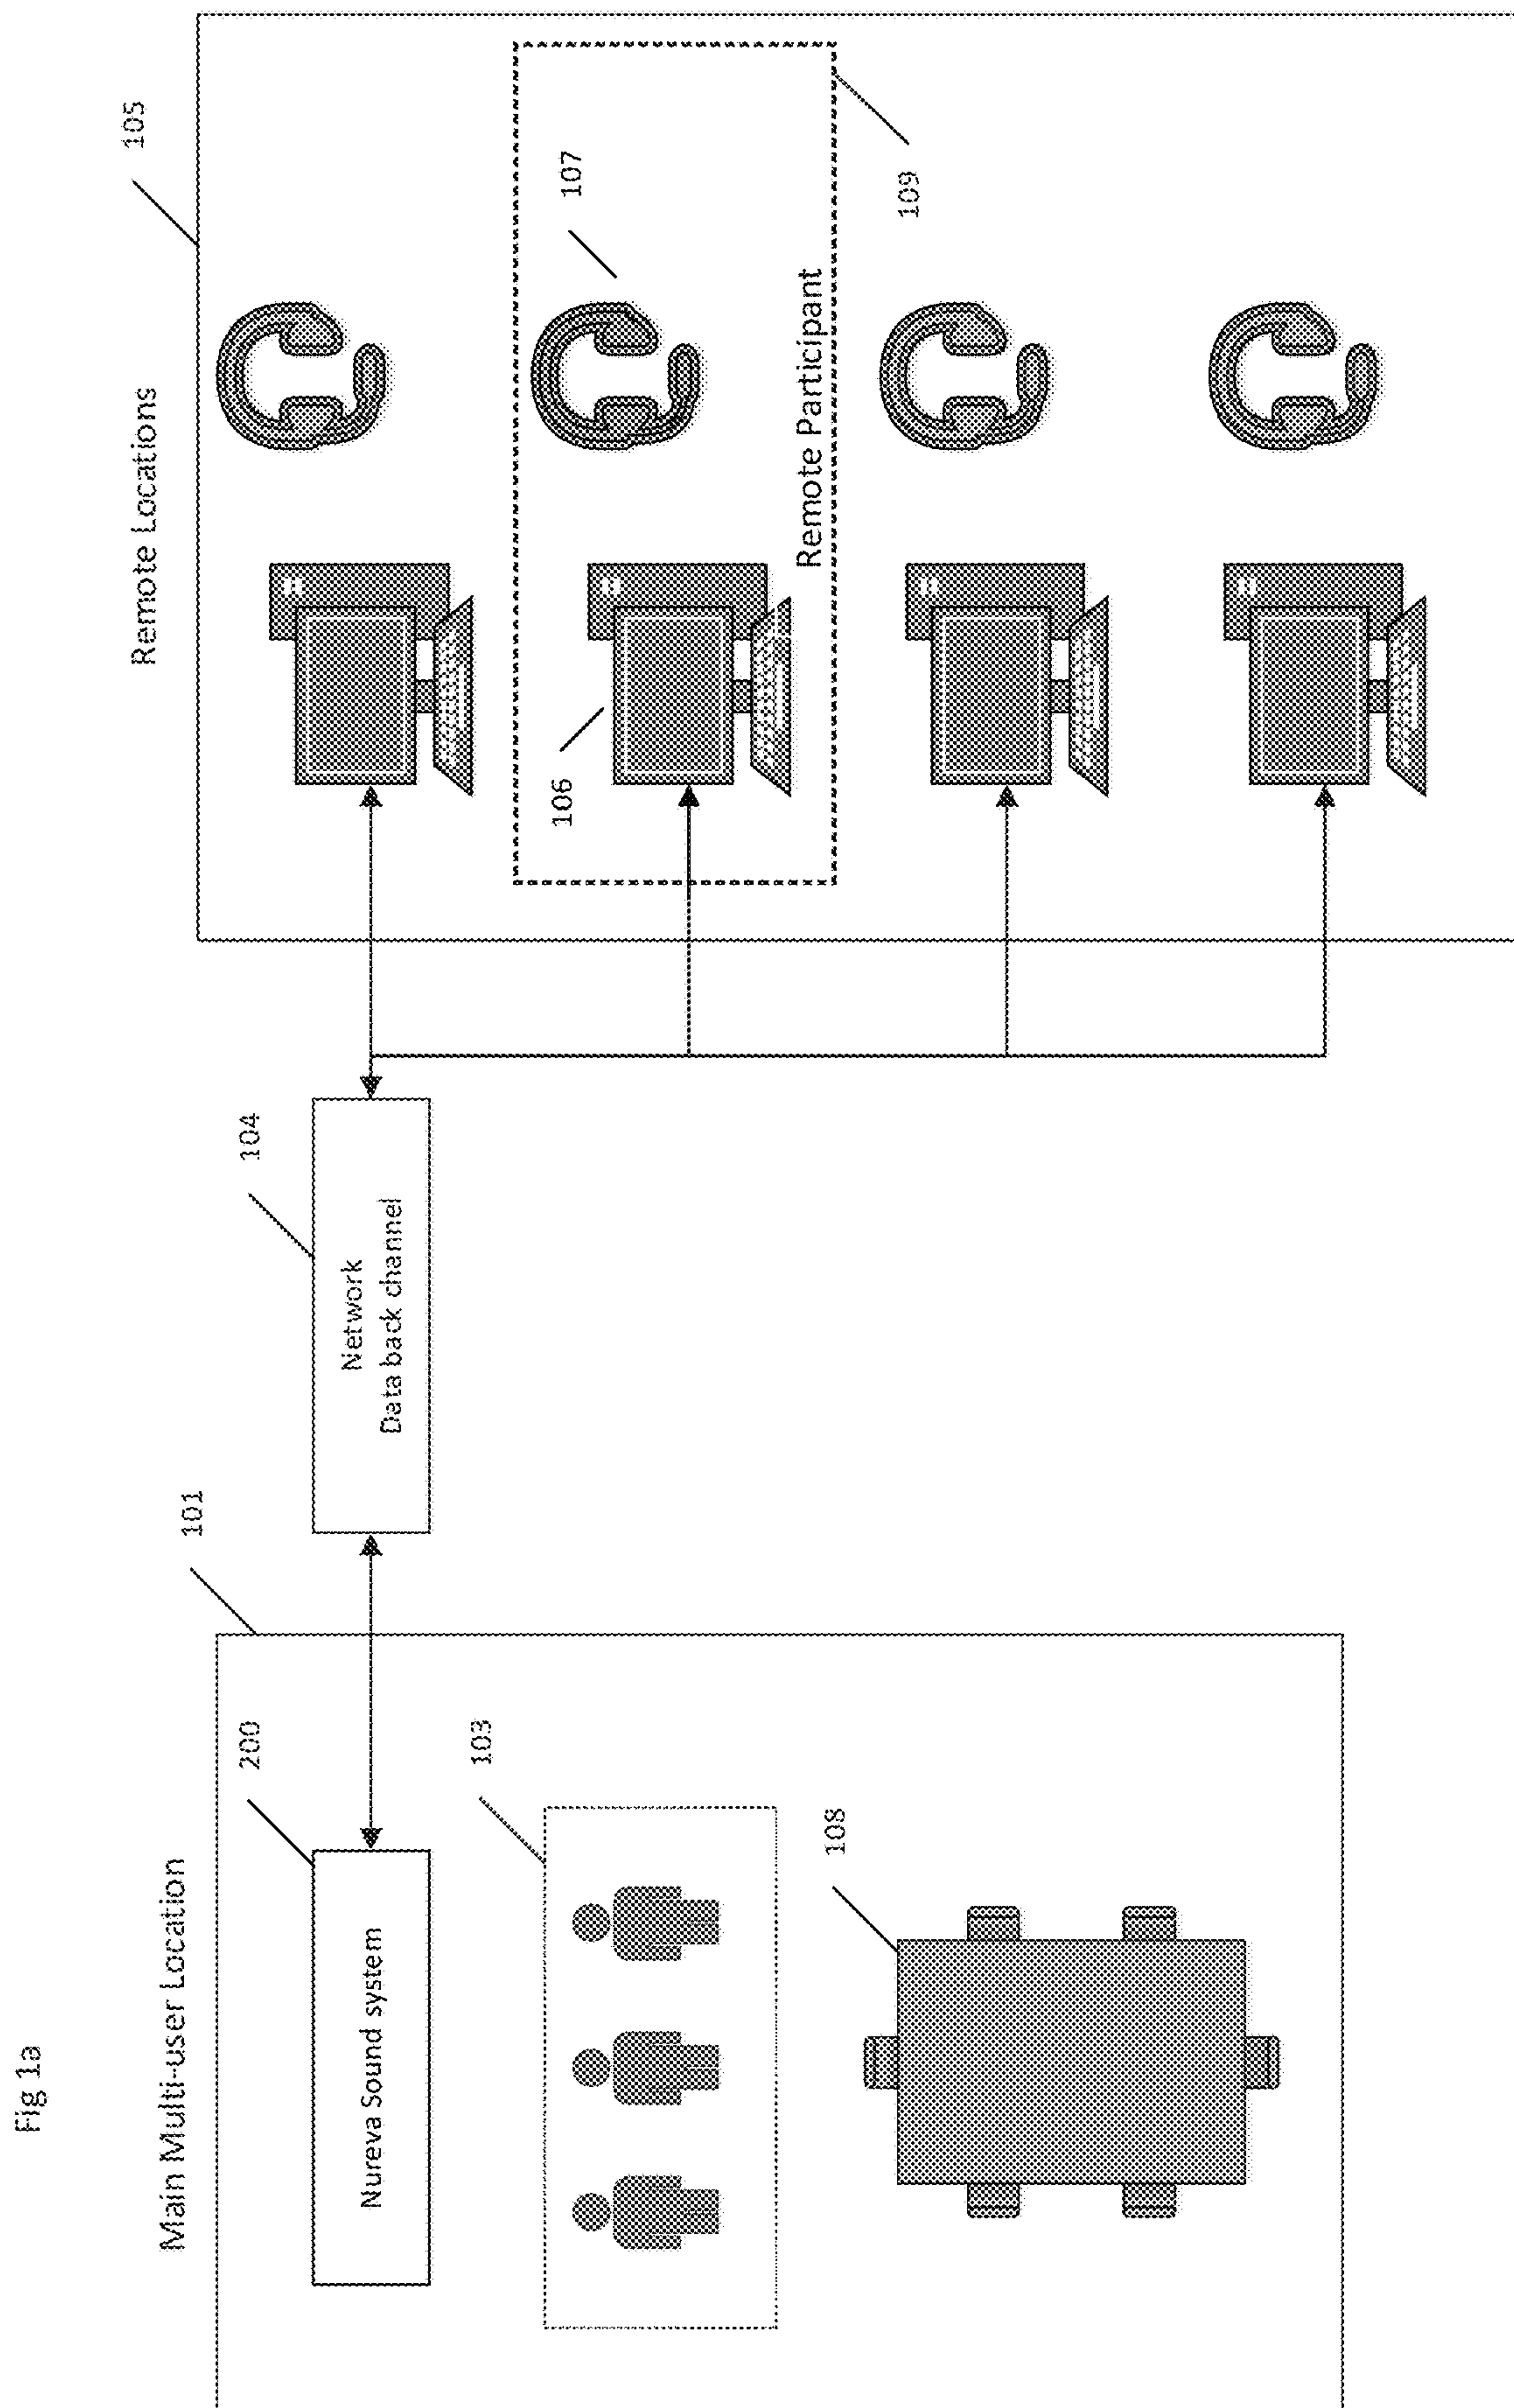 Fig 1a
Main Multi-user Location
101
200
Nureva Sound system
103
108
104
Network
Data back channel
Remote Locations
105
106
107
Remote Participant
109